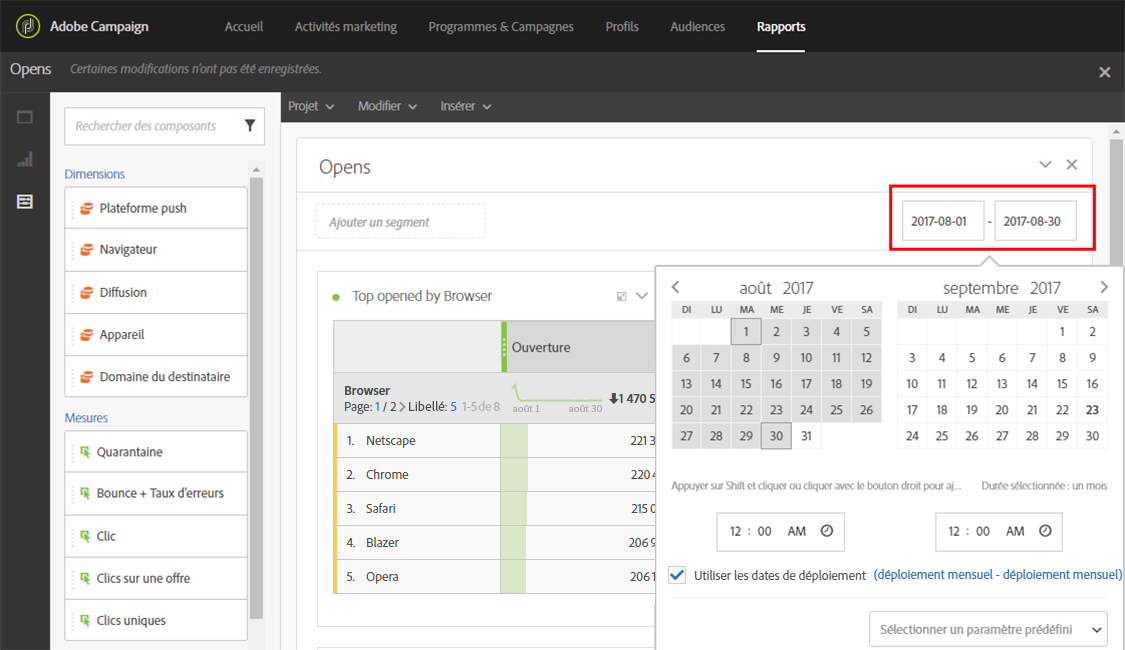 Adobe Campaign Accueil Activités marketing Programmes & Campagnes Profils Audiences Rapports
Opens Certaines modifications n'ont pas été enregistrées.
Projet Modifier Insérer
Rechercher des composants
Dimensions
Plateforme push
Navigateur
Diffusion
Appareil
Domaine du destinataire
Mesures
Quarantaine
Bounce + Taux d'erreurs
Clic
Clics sur une offre
Clics uniques
Opens
Ajouter un segment
2017-08-01 - 2017-08-30
Top opened by Browser
Ouverture
Browser
Page: 1 / 2 > Libellé: 5 1-5 de 8
août 1 août 30
1 470 5
1. Netscape 221 3
2. Chrome 220 4
3. Safari 215 0
4. Blazer 206 9
5. Opera 206 1
août 2017
DI LU MA ME JE VE SA
1 2 3 4 5
6 7 8 9 10 11 12
13 14 15 16 17 18 19
20 21 22 23 24 25 26
27 28 29 30 31
septembre 2017
DI LU MA ME JE VE SA
1 2
3 4 5 6 7 8 9
10 11 12 13 14 15 16
17 18 19 20 21 22 23
24 25 26 27 28 29 30
Appuyer sur Shift et cliquer ou cliquer avec le bouton droit pour aj... Durée sélectionnée : un mois
12 : 00 AM 12 : 00 AM
Utiliser les dates de déploiement (déploiement mensuel - déploiement mensuel)
Sélectionner un paramètre prédéfini